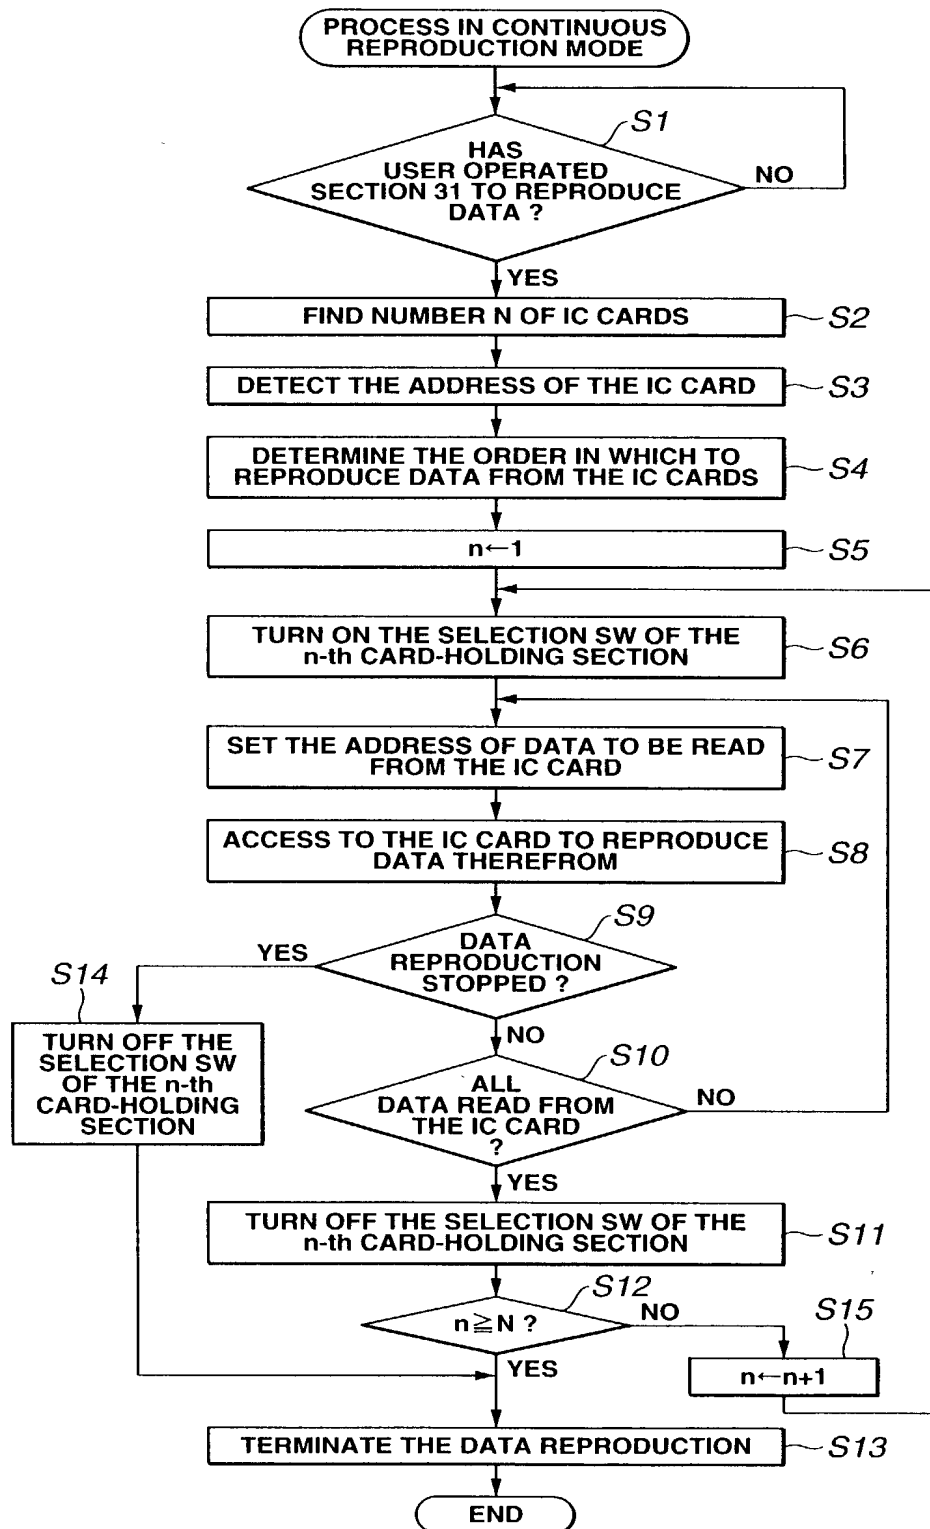 PROCESS IN CONTINUOUS
REPRODUCTION MODE
S1
HAS
USER OPERATED
SECTION 31 TO REPRODUCE
DATA ?
NO
YES
FIND NUMBER N OF IC CARDS
S2
DETECT THE ADDRESS OF THE IC CARD
S3
DETERMINE THE ORDER IN WHICH TO
REPRODUCE DATA FROM THE IC CARDS
S4
n←1
S5
TURN ON THE SELECTION SW OF THE
n-th CARD-HOLDING SECTION
S6
SET THE ADDRESS OF DATA TO BE READ
FROM THE IC CARD
S7
ACCESS TO THE IC CARD TO REPRODUCE
DATA THEREFROM
S8
S9
DATA
REPRODUCTION
STOPPED ?
YES
NO
S14
TURN OFF THE
SELECTION SW
OF THE n-th
CARD-HOLDING
SECTION
S10
ALL
DATA READ FROM
THE IC CARD
?
NO
YES
TURN OFF THE SELECTION SW OF THE
n-th CARD-HOLDING SECTION
S11
S12
n≧N ?
NO
YES
S15
n←n+1
TERMINATE THE DATA REPRODUCTION
S13
END